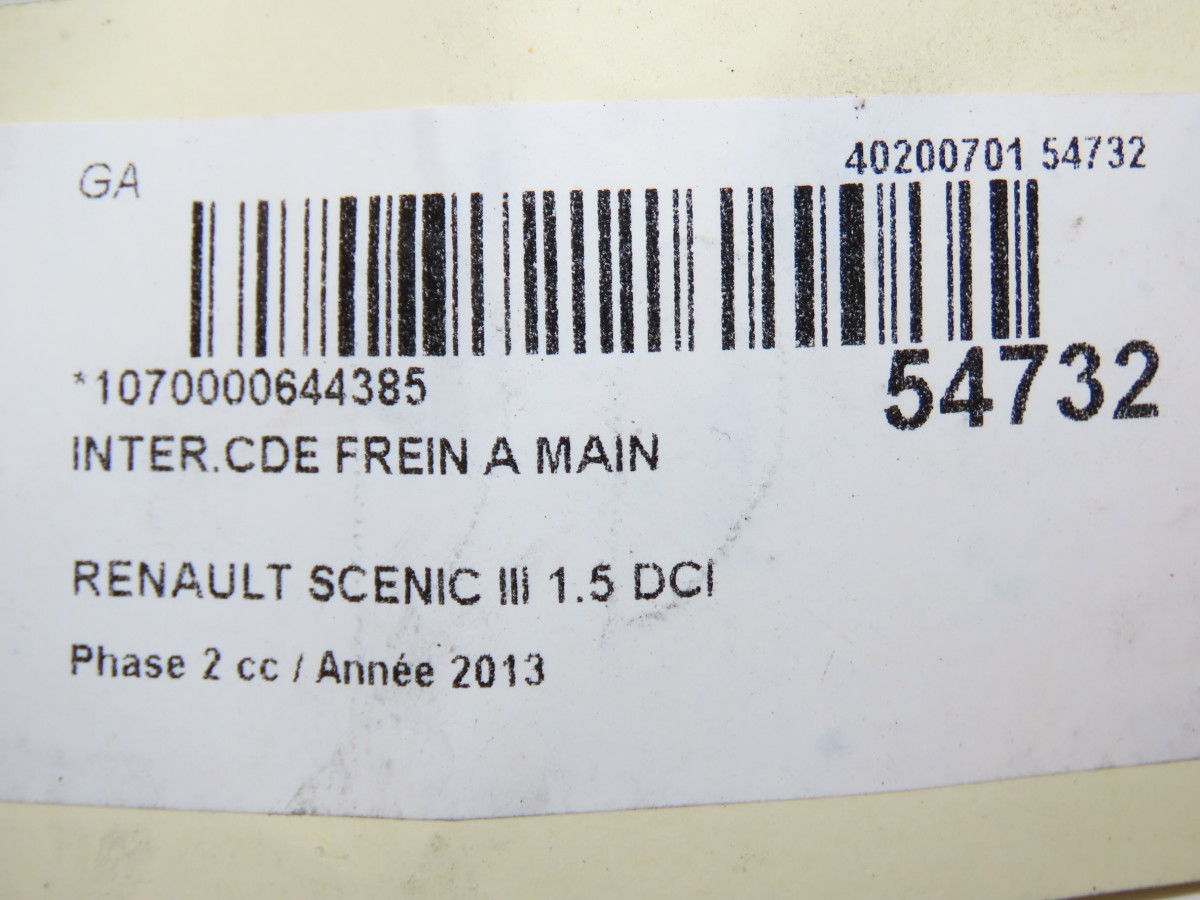 GA
40200701 54732
*1070000644385
54732
INTER.CDE FREIN A MAIN
RENAULT SCENIC III 1.5 DCI
Phase 2 cc / Année 2013